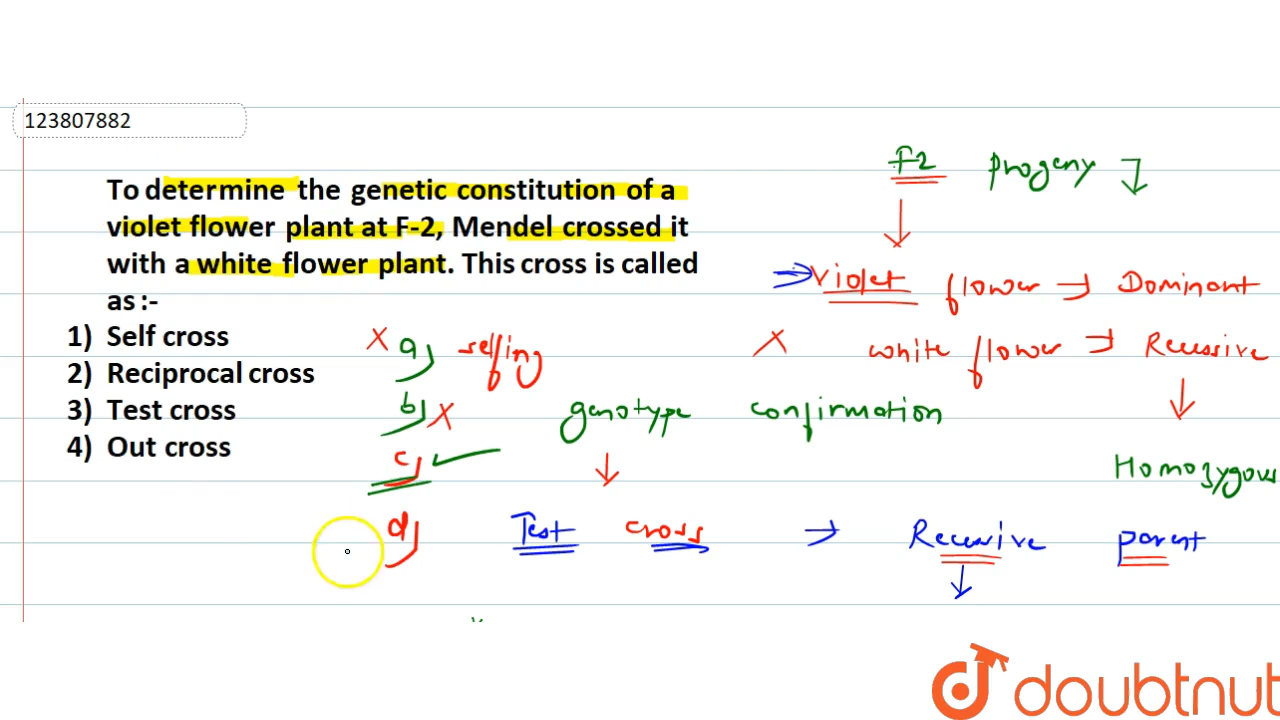 123807882
To determine the genetic constitution of a
violet flower plant at F-2, Mendel crossed it
with a white flower plant. This cross is called
as :-
1) Self cross
2) Reciprocal cross
3) Test cross
4) Out cross
F2 Progeny
→ Violet flower → Dominant
X white flower → Recessive
X a) selfing
b) X genotype confirmation
c) ✓
Homozygous
d) Test cross → Recessive parent
doubtnut